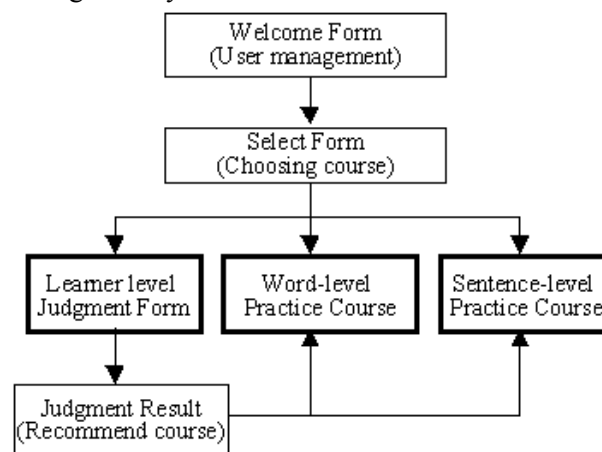 Welcome Form
(User management)
Select Form
(Choosing course)
Learner level
Judgment Form
Word-level
Practice Course
Sentence-level
Practice Course
Judgment Result
(Recommend course)